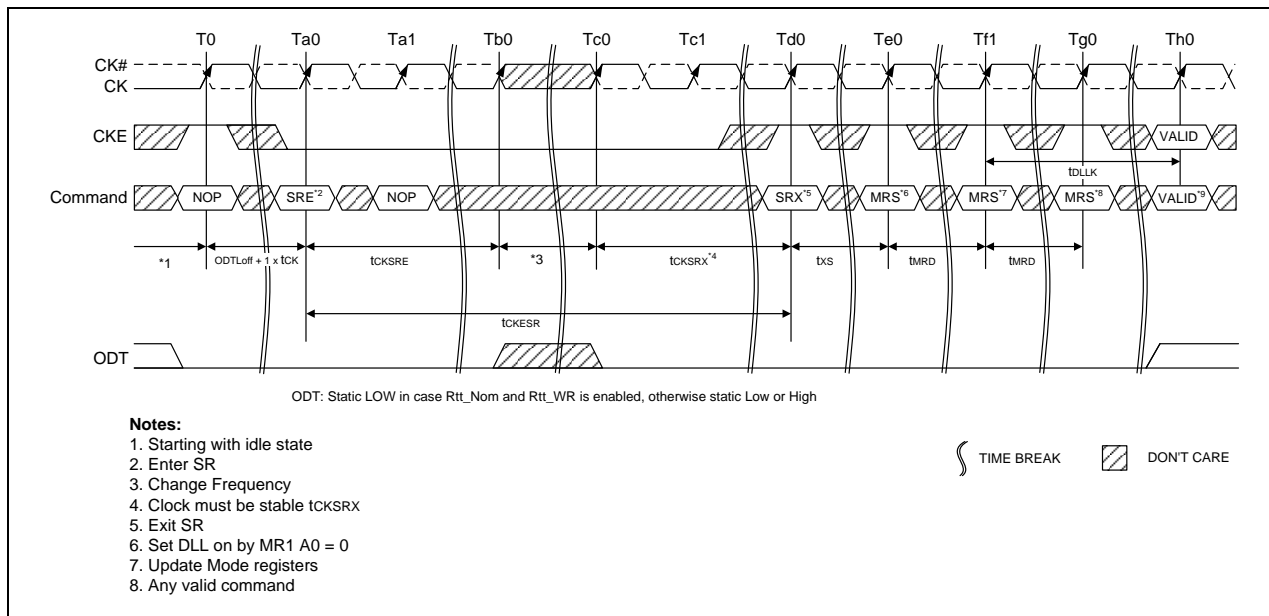 T0 Ta0 Ta1 Tb0 Tc0 Tc1 Td0 Te0 Tf1 Tg0 Th0
CK#
CK
CKE VALID
tDLLK
Command NOP SRE*2 NOP SRX*5 MRS*6 MRS*7 MRS*8 VALID*9
*1 ODTLoff + 1 x tCK tCKSRE *3 tCKSRX*4 tXS tMRD tMRD
tCKESR
ODT
ODT: Static LOW in case Rtt_Nom and Rtt_WR is enabled, otherwise static Low or High
Notes:
1. Starting with idle state
2. Enter SR
3. Change Frequency
4. Clock must be stable tCKSRX
5. Exit SR
6. Set DLL on by MR1 A0 = 0
7. Update Mode registers
8. Any valid command
TIME BREAK DON'T CARE